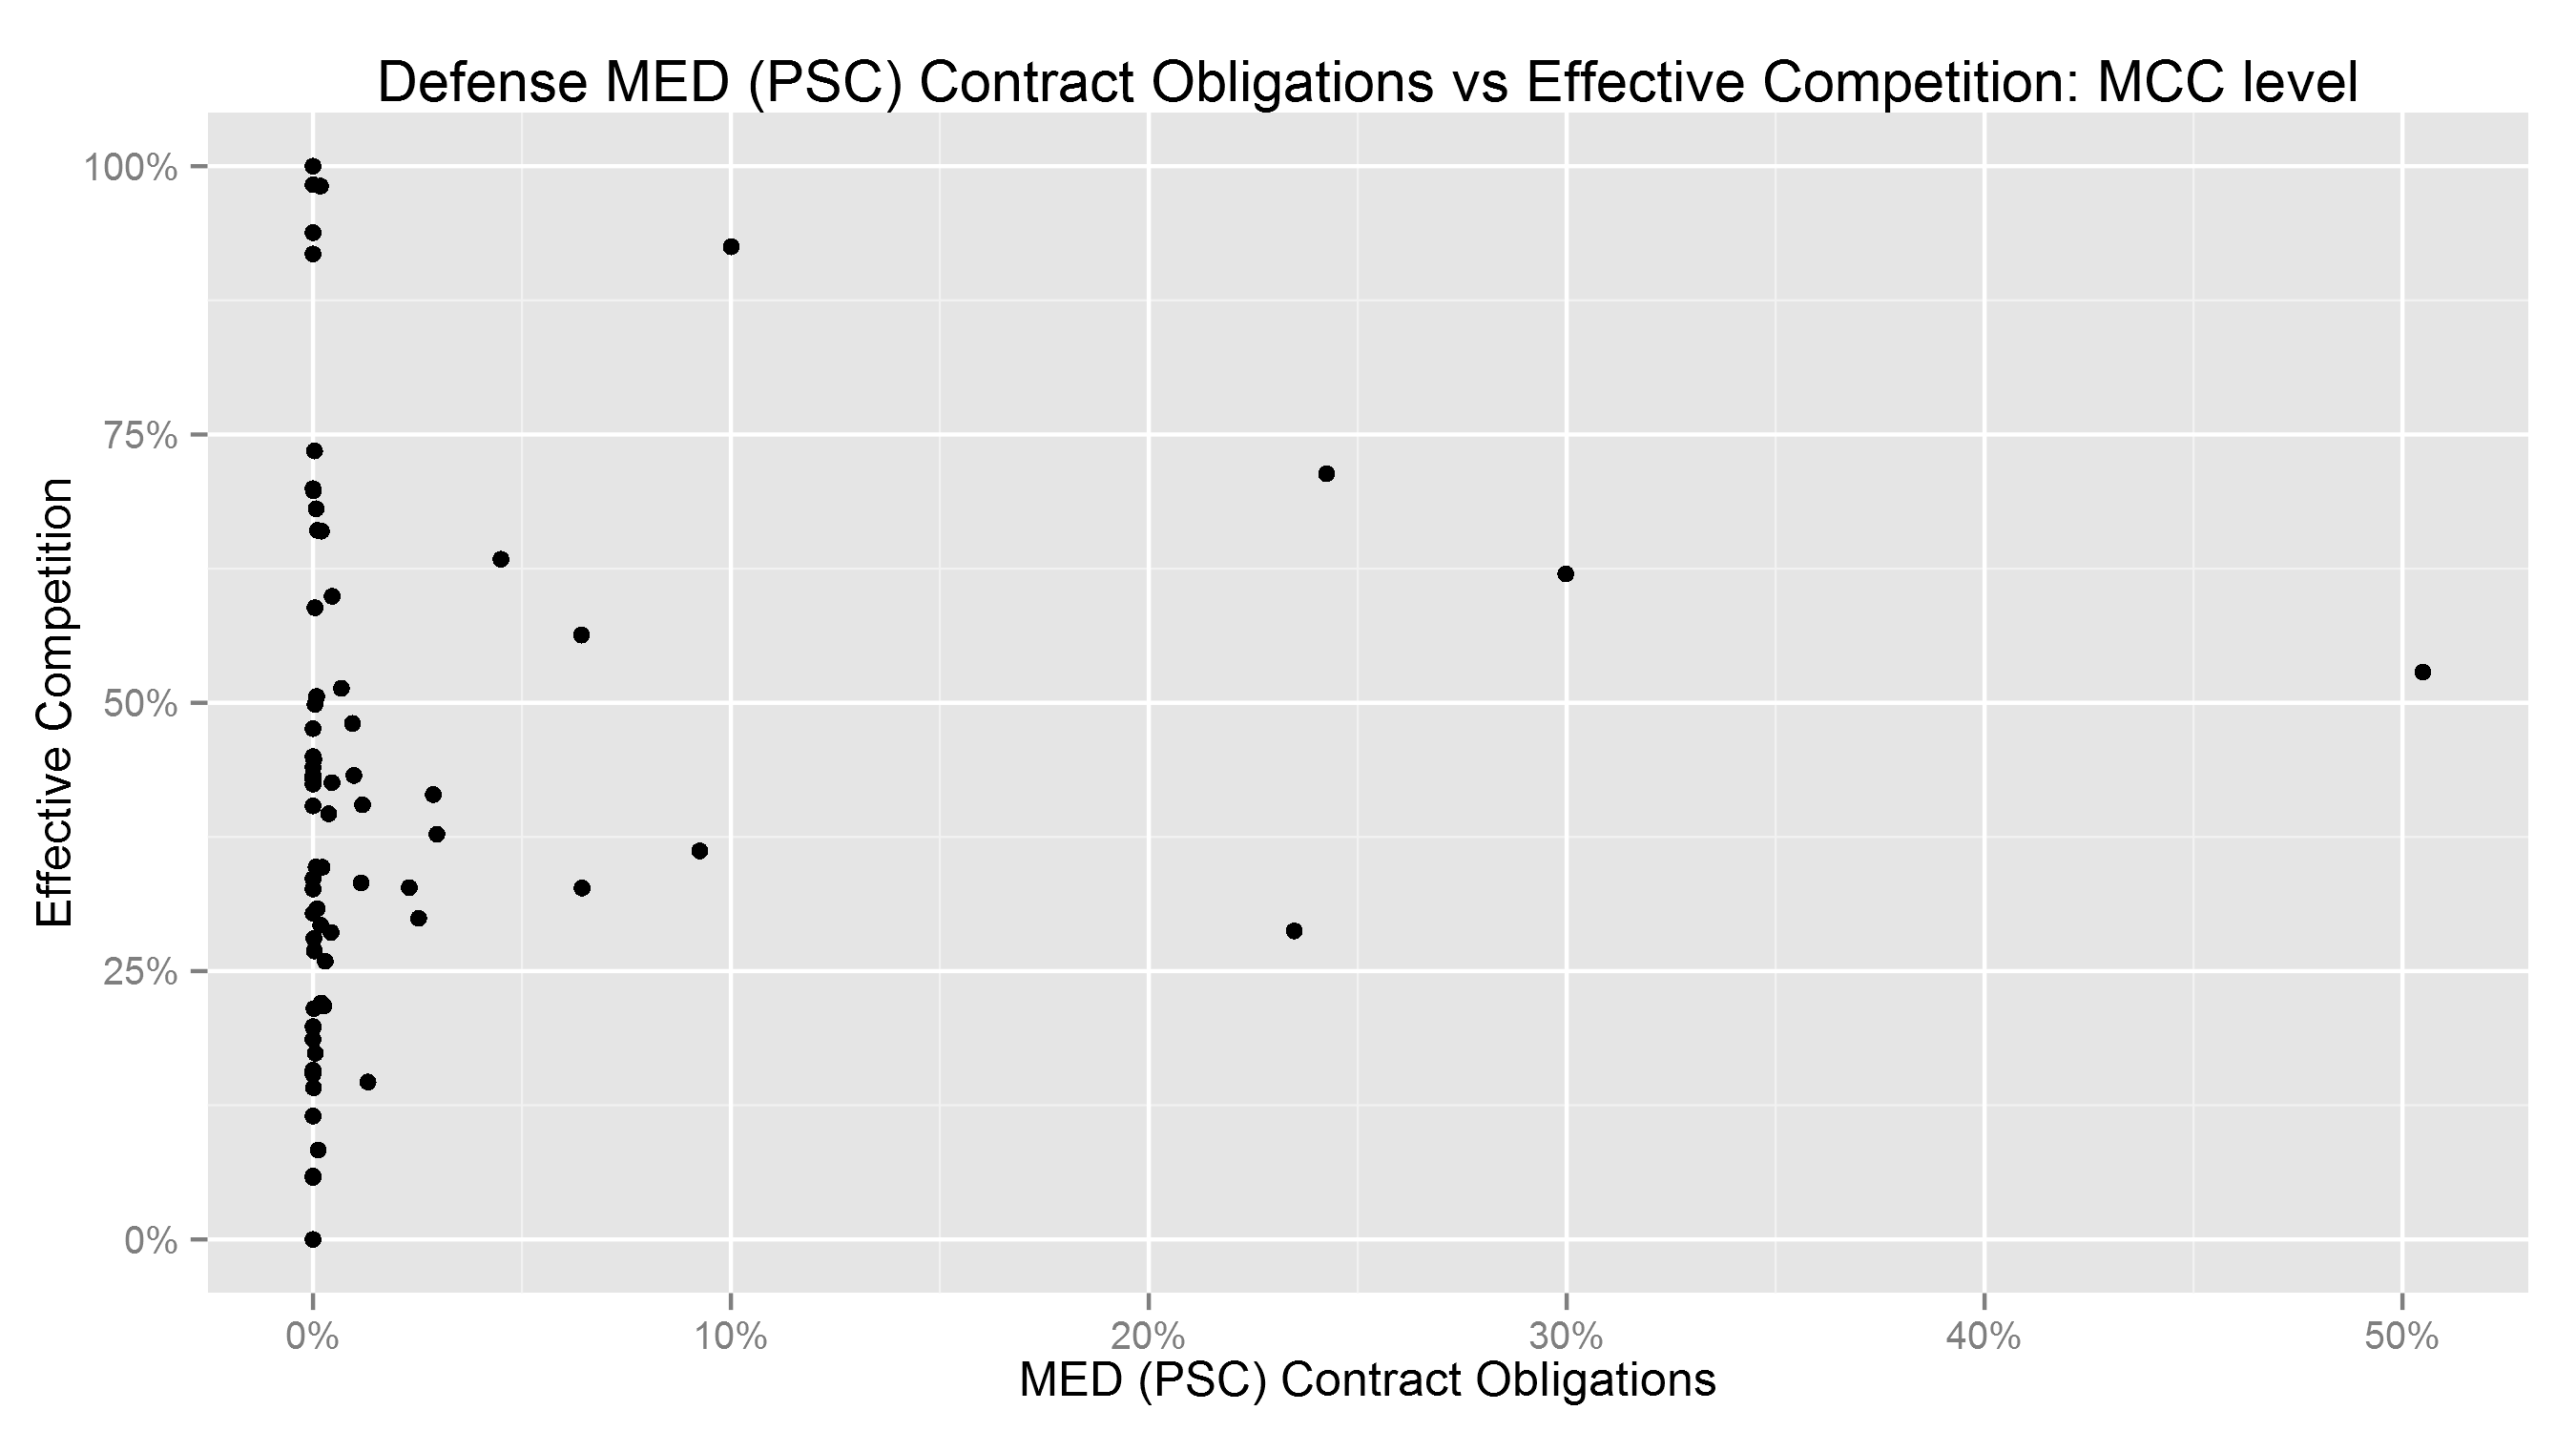 Defense MED (PSC) Contract Obligations vs Effective Competition: MCC level
Effective Competition
100%
75%
50%
25%
0%
0% 10% 20% 30% 40% 50%
MED (PSC) Contract Obligations